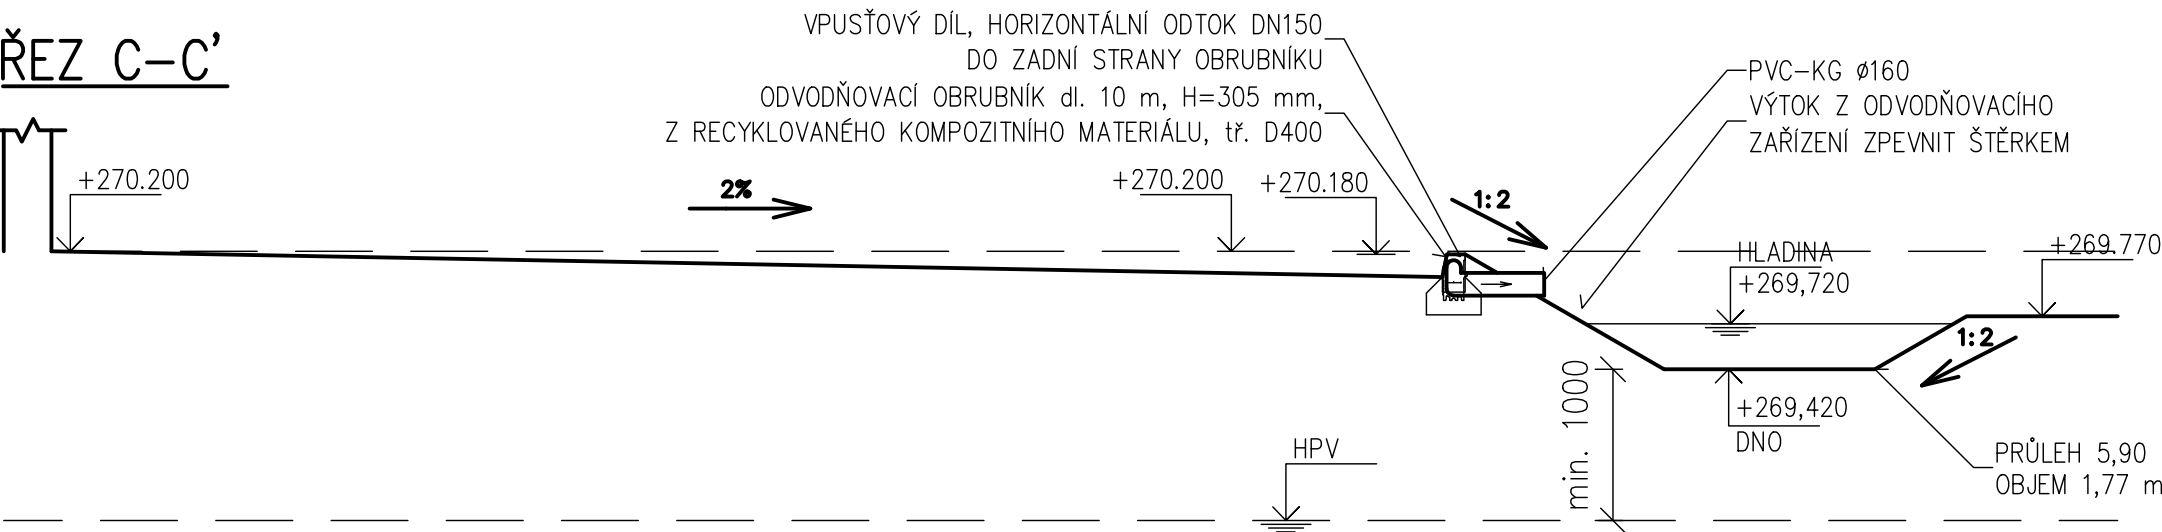 ŘEZ C-C'
VPUSŤOVÝ DÍL, HORIZONTÁLNÍ ODTOK DN150
DO ZADNÍ STRANY OBRUBNÍKU
ODVODŇOVACÍ OBRUBNÍK dl. 10 m, H=305 mm,
Z RECYKLOVANÉHO KOMPOZITNÍHO MATERIÁLU, tř. D400
PVC-KG ø160
VÝTOK Z ODVODŇOVACÍHO
ZAŘÍZENÍ ZPEVNIT ŠTĚRKEM
+270.200
2%
+270.200
+270.180
1:2
HLADINA
+269,720
+269.770
1:2
min. 1000
+269,420
DNO
HPV
PRŮLEH 5,90
OBJEM 1,77 m